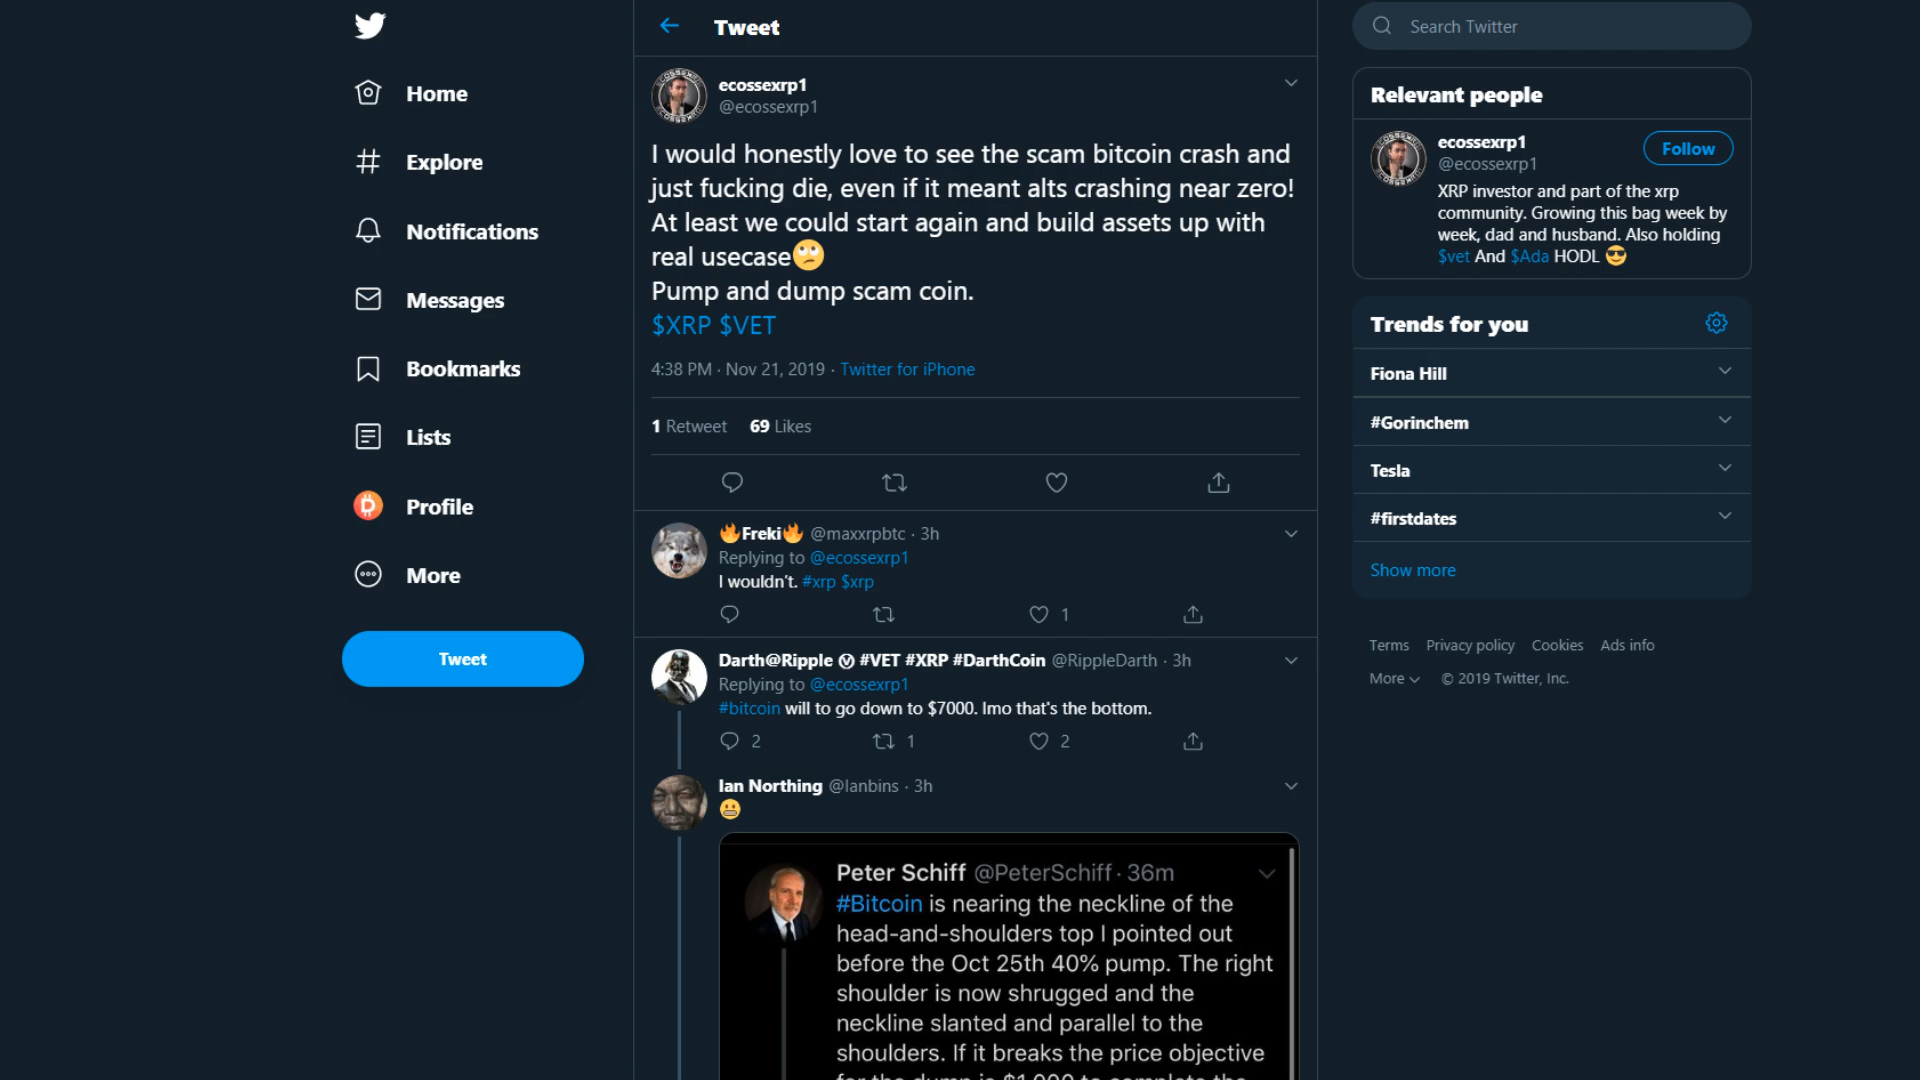 Home
Explore
Notifications
Messages
Bookmarks
Lists
Profile
More
Tweet
Tweet
ecossexrp1
@ecossexrp1
I would honestly love to see the scam bitcoin crash and
just fucking die, even if it meant alts crashing near zero!
At least we could start again and build assets up with
real usecase🙄
Pump and dump scam coin.
$XRP $VET
4:38 PM · Nov 21, 2019 · Twitter for iPhone
1 Retweet 69 Likes
🔥Freki🔥 @maxxrpbtc · 3h
Replying to @ecossexrp1
I wouldn't. #xrp $xrp
1
Darth@Ripple Ⓥ #VET #XRP #DarthCoin @RippleDarth · 3h
Replying to @ecossexrp1
#bitcoin will to go down to $7000. Imo that's the bottom.
2 1 2
Ian Northing @Ianbins · 3h
😬
Peter Schiff @PeterSchiff · 36m
#Bitcoin is nearing the neckline of the
head-and-shoulders top I pointed out
before the Oct 25th 40% pump. The right
shoulder is now shrugged and the
neckline slanted and parallel to the
shoulders. If it breaks the price objective
for the dump is $1,000 to complete the
Search Twitter
Relevant people
ecossexrp1
@ecossexrp1
Follow
XRP investor and part of the xrp
community. Growing this bag week by
week, dad and husband. Also holding
$vet And $Ada HODL 😎
Trends for you
Fiona Hill
#Gorinchem
Tesla
#firstdates
Show more
Terms Privacy policy Cookies Ads info
More © 2019 Twitter, Inc.